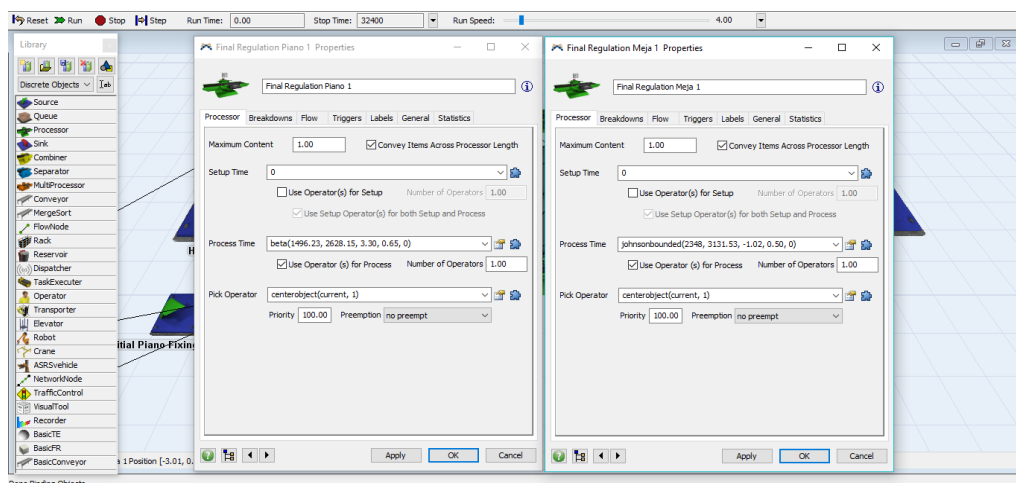 Reset Run Stop Step Run Time: 0.00 Stop Time: 32400 Run Speed: 4.00
Library
Discrete Objects
Source
Queue
Processor
Sink
Combiner
Separator
MultiProcessor
Conveyor
MergeSort
FlowNode
Rack
Reservoir
Dispatcher
TaskExecuter
Operator
Transporter
Elevator
Robot
Crane
ASRSvehicle
NetworkNode
TrafficControl
VisualTool
Recorder
BasicTE
BasicFR
BasicConveyor
H
itial Piano Fixing
1 Position [-3.01, 0.
Final Regulation Piano 1 Properties
Final Regulation Piano 1
Processor Breakdowns Flow Triggers Labels General Statistics
Maximum Content 1.00 Convey Items Across Processor Length
Setup Time 0
Use Operator(s) for Setup Number of Operators 1.00
Use Setup Operator(s) for both Setup and Process
Process Time beta(1496.23, 2628.15, 3.30, 0.65, 0)
Use Operator (s) for Process Number of Operators 1.00
Pick Operator centerobject(current, 1)
Priority 100.00 Preemption no preempt
Apply OK Cancel
Final Regulation Meja 1 Properties
Final Regulation Meja 1
Processor Breakdowns Flow Triggers Labels General Statistics
Maximum Content 1.00 Convey Items Across Processor Length
Setup Time 0
Use Operator(s) for Setup Number of Operators 1.00
Use Setup Operator(s) for both Setup and Process
Process Time johnsonbounded(2348, 3131.53, -1.02, 0.50, 0)
Use Operator (s) for Process Number of Operators 1.00
Pick Operator centerobject(current, 1)
Priority 100.00 Preemption no preempt
Apply OK Cancel